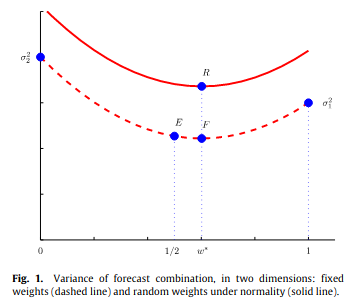 σ₂²
R
σ₁²
E
F
0
1/2
w*
1
Fig. 1. Variance of forecast combination, in two dimensions: fixed
weights (dashed line) and random weights under normality (solid line).